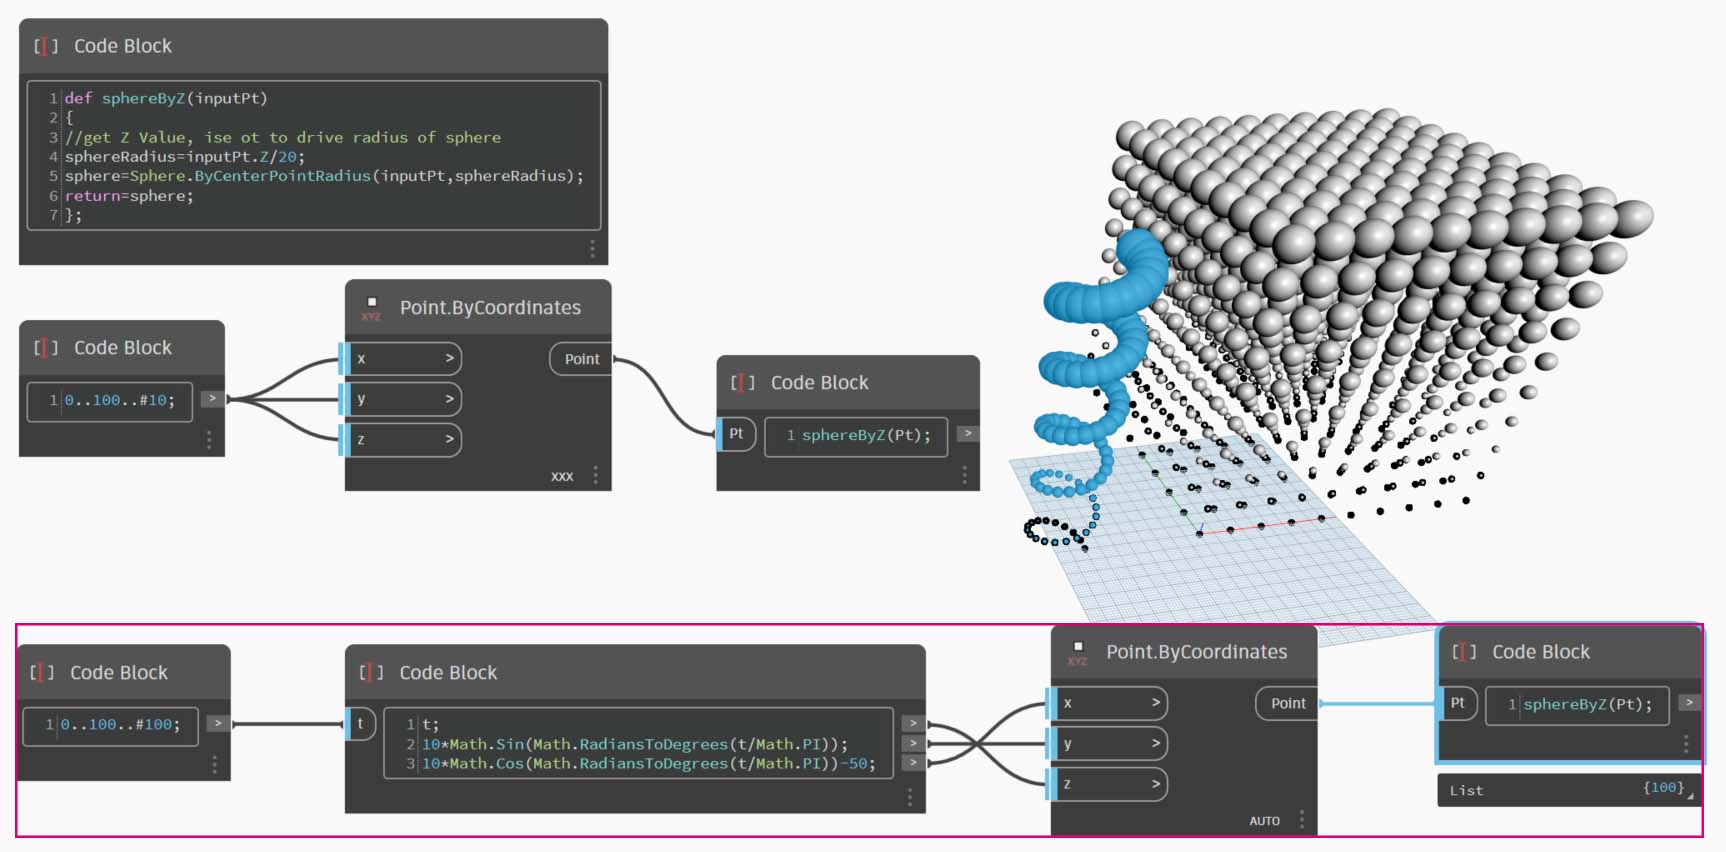 Code Block
1 def sphereByZ(inputPt)
2 {
3 //get Z Value, ise ot to drive radius of sphere
4 sphereRadius=inputPt.Z/20;
5 sphere=Sphere.ByCenterPointRadius(inputPt,sphereRadius);
6 return=sphere;
7 };
Code Block
1 0..100..#10;
>
XYZ
Point.ByCoordinates
x >
y >
z >
Point
XXX
Code Block
Pt
1 sphereByZ(Pt);
>
Code Block
1 0..100..#100;
>
Code Block
t
1 t;
2 10*Math.Sin(Math.RadiansToDegrees(t/Math.PI));
3 10*Math.Cos(Math.RadiansToDegrees(t/Math.PI))-50;
>
>
>
XYZ
Point.ByCoordinates
x >
y >
z >
Point
AUTO
Code Block
Pt
1 sphereByZ(Pt);
>
List {100}